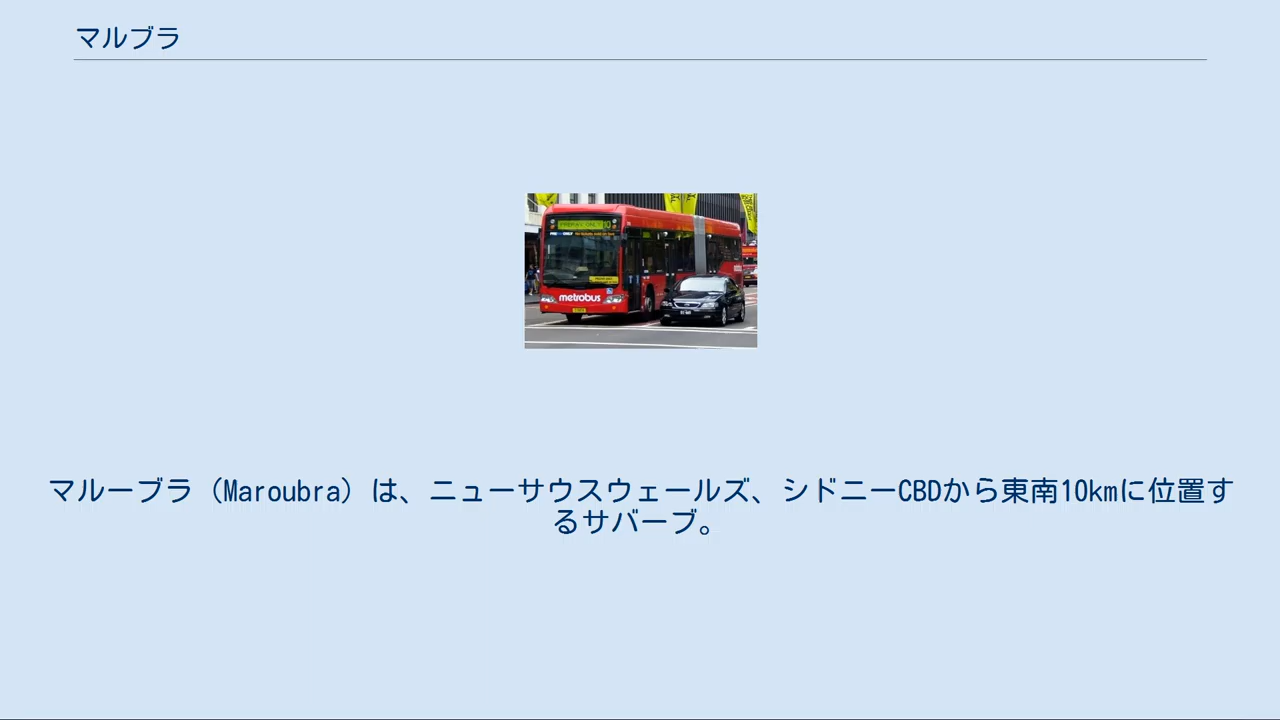 マルブラ
metrobus
マルーブラ（Maroubra）は、ニューサウスウェールズ、シドニーCBDから東南10kmに位置す
るサバーブ。